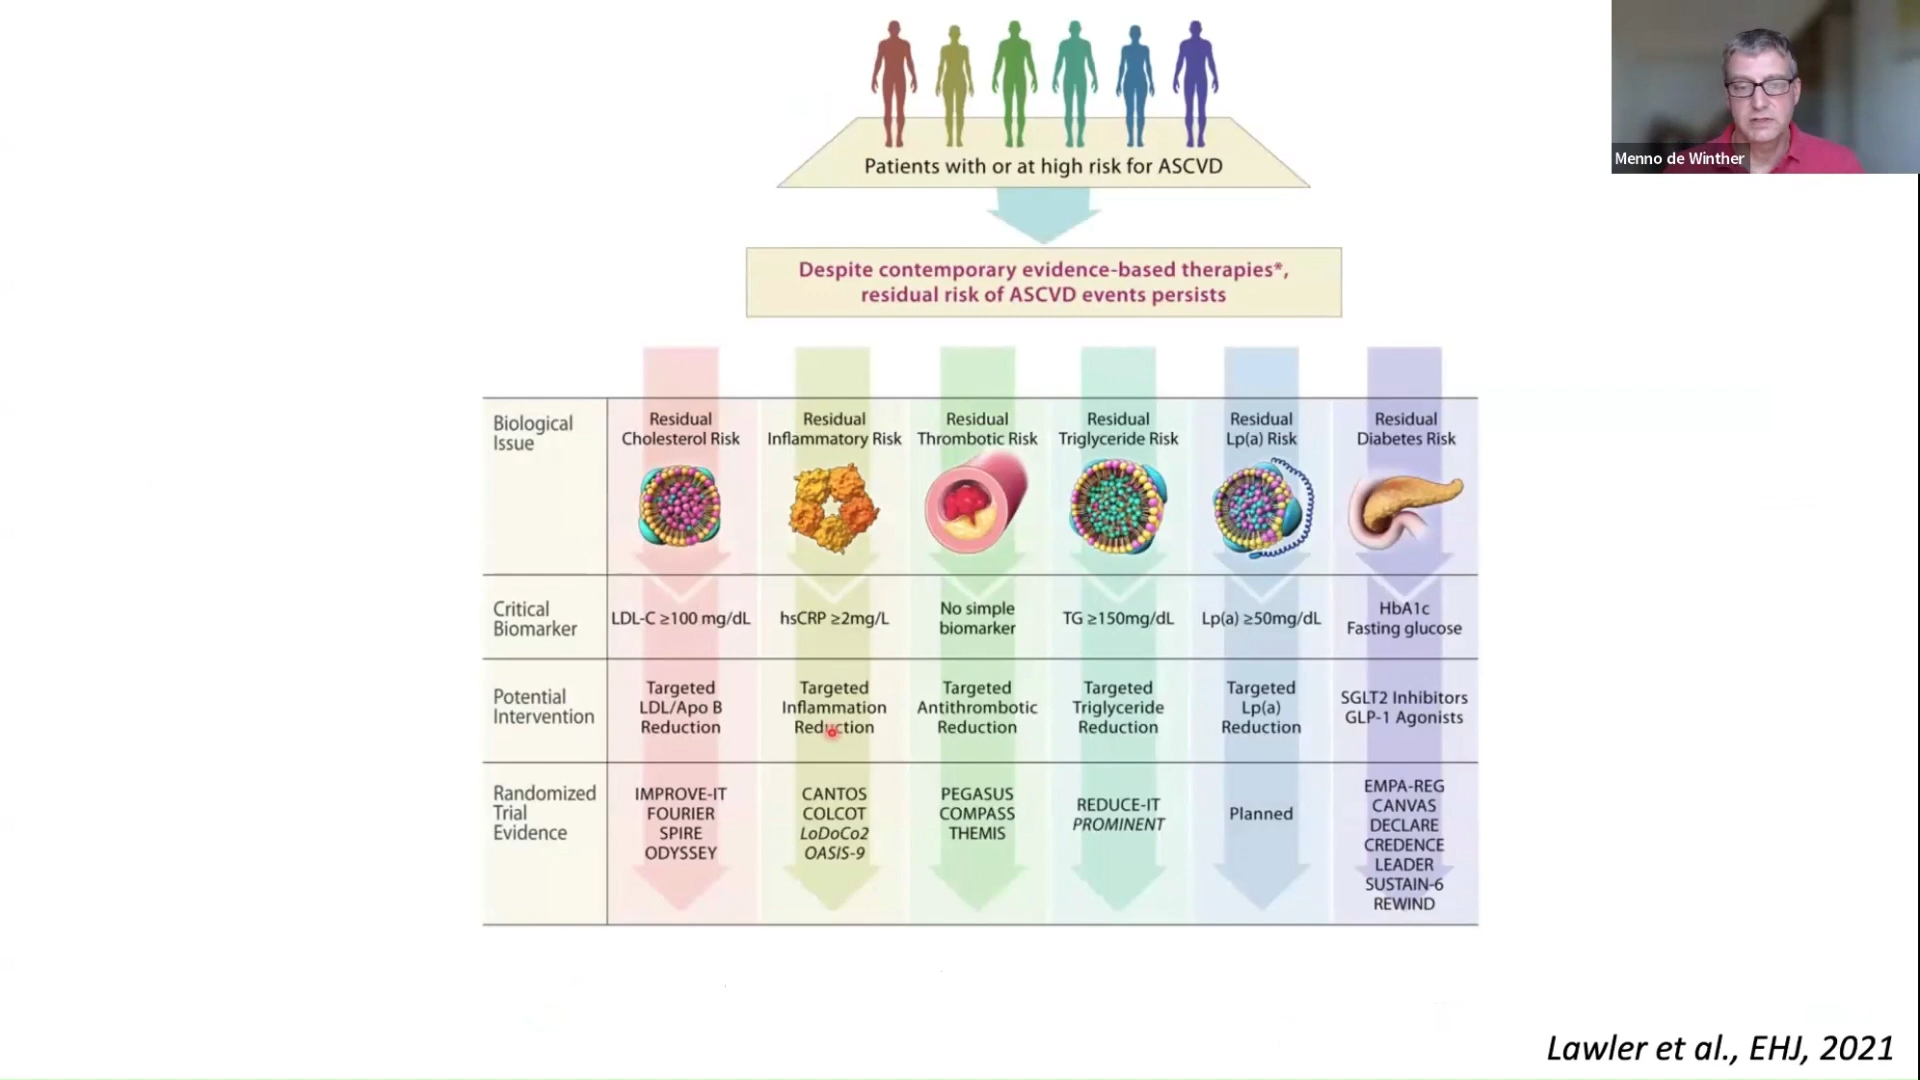 Menno de Winther
Patients with or at high risk for ASCVD
Despite contemporary evidence-based therapies*,
residual risk of ASCVD events persists
Biological
Issue
Residual
Cholesterol Risk
Residual
Inflammatory Risk
Residual
Thrombotic Risk
Residual
Triglyceride Risk
Residual
Lp(a) Risk
Residual
Diabetes Risk
Critical
Biomarker
LDL-C ≥100 mg/dL
hsCRP ≥2mg/L
No simple
biomarker
TG ≥150mg/dL
Lp(a) ≥50mg/dL
HbA1c
Fasting glucose
Potential
Intervention
Targeted
LDL/Apo B
Reduction
Targeted
Inflammation
Reduction
Targeted
Antithrombotic
Reduction
Targeted
Triglyceride
Reduction
Targeted
Lp(a)
Reduction
SGLT2 Inhibitors
GLP-1 Agonists
Randomized
Trial
Evidence
IMPROVE-IT
FOURIER
SPIRE
ODYSSEY
CANTOS
COLCOT
LoDoCo2
OASIS-9
PEGASUS
COMPASS
THEMIS
REDUCE-IT
PROMINENT
Planned
EMPA-REG
CANVAS
DECLARE
CREDENCE
LEADER
SUSTAIN-6
REWIND
Lawler et al., EHJ, 2021